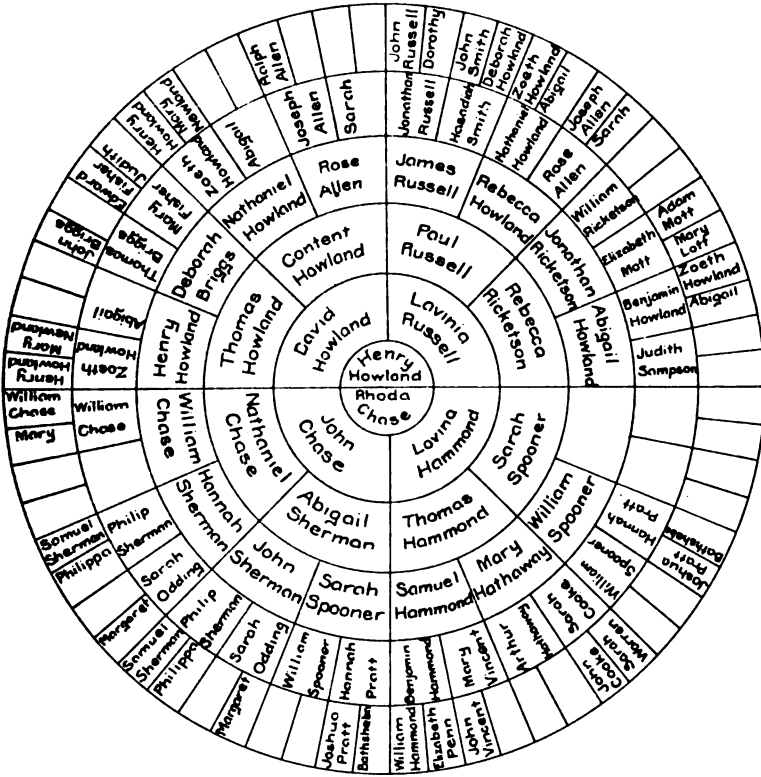 Henry
Howland
Rhoda
Chase
David
Howland
Lavinia
Russell
John
Chase
Lovina
Hammond
Thomas
Howland
Content
Howland
Paul
Russell
Rebecca
Ricketson
Nathaniel
Chase
Abigail
Sherman
Thomas
Hammond
Sarah
Spooner
Henry
Howland
Deborah
Briggs
Nathaniel
Howland
Rose
Allen
James
Russell
Rebecca
Howland
Jonathan
Ricketson
Abigail
Howland
William
Chase
Hannah
Sherman
John
Sherman
Sarah
Spooner
Samuel
Hammond
Mary
Hathaway
William
Spooner
Zoeth
Howland
Abigail
Thomas
Briggs
Mary
Fisher
Zoeth
Howland
Abigail
Joseph
Allen
Sarah
Jonathan
Russell
Hasadiah
Smith
Nathaniel
Howland
Rose
Allen
William
Ricketson
Elizabeth
Mott
Benjamin
Howland
Judith
Sampson
William
Chase
Philip
Sherman
Sarah
Odding
Philip
Sherman
Sarah
Odding
William
Spooner
Hannah
Pratt
Benjamin
Hammond
Mary
Vincent
Arthur
Hathaway
Sarah
Cooke
William
Spooner
Hannah
Pratt
Henry
Howland
Mary
Newland
John
Briggs
Edward
Fisher
Judith
Henry
Howland
Mary
Newland
Ralph
Allen
John
Russell
Dorothy
John
Smith
Deborah
Howland
Zoeth
Howland
Abigail
Joseph
Allen
Sarah
Adam
Mott
Mary
Lott
Zoeth
Howland
Abigail
William
Chase
Mary
Samuel
Sherman
Philippa
Margaret
Samuel
Sherman
Philippa
Margaret
Joshua
Pratt
Bathsheba
William
Hammond
Elizabeth
Penn
John
Vincent
John
Cooke
Sarah
Warren
Joshua
Pratt
Bathsheba